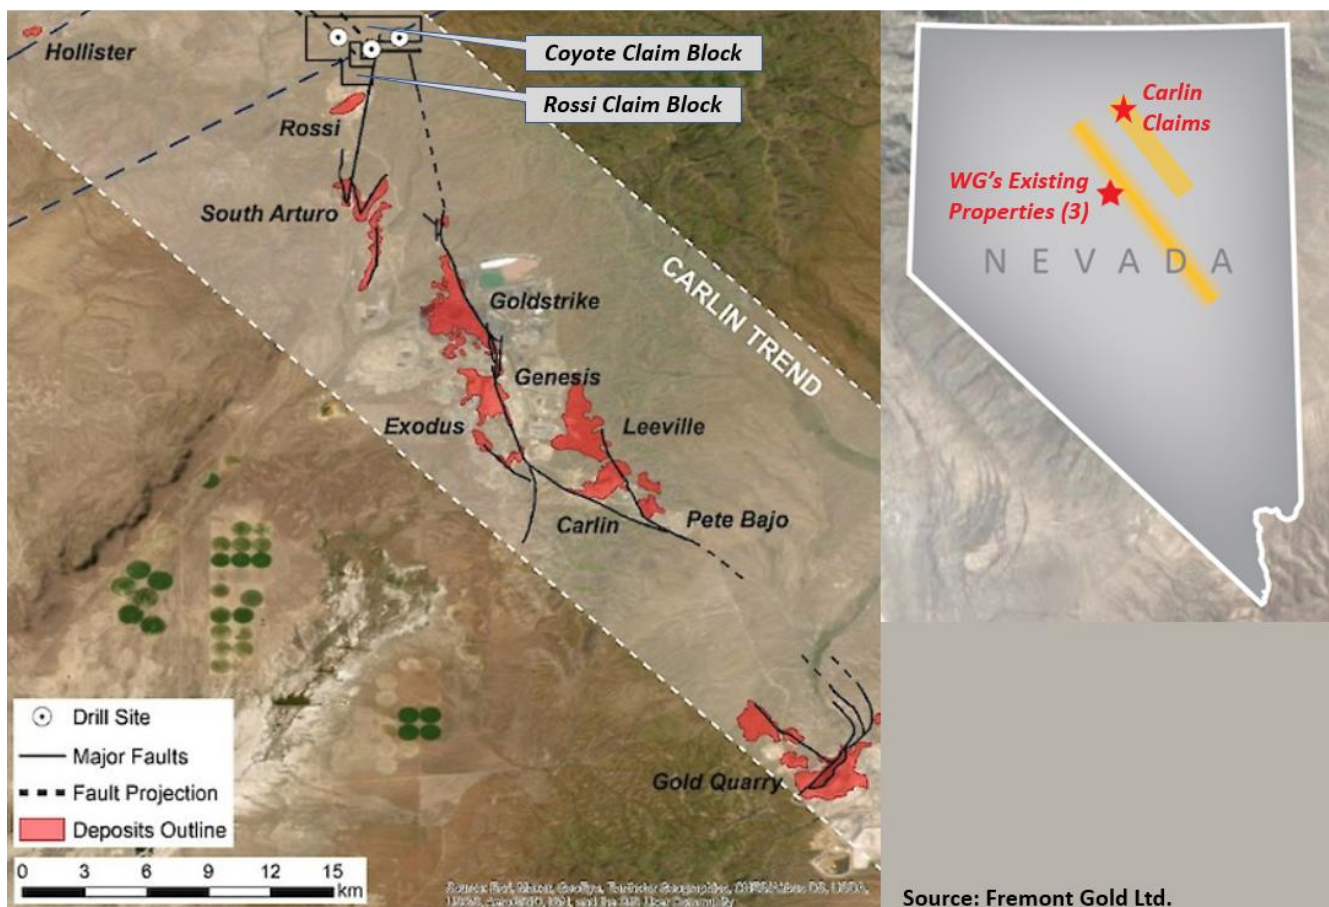 Hollister
Coyote Claim Block
Rossi Claim Block
Rossi
South Arturo
Goldstrike
CARLIN TREND
Genesis
Exodus
Leeville
Carlin
Pete Bajo
Gold Quarry
Drill Site
Major Faults
Fault Projection
Deposits Outline
0 3 6 9 12 15
km
Carlin
Claims
WG's Existing
Properties (3)
NEVADA
Source: Fremont Gold Ltd.